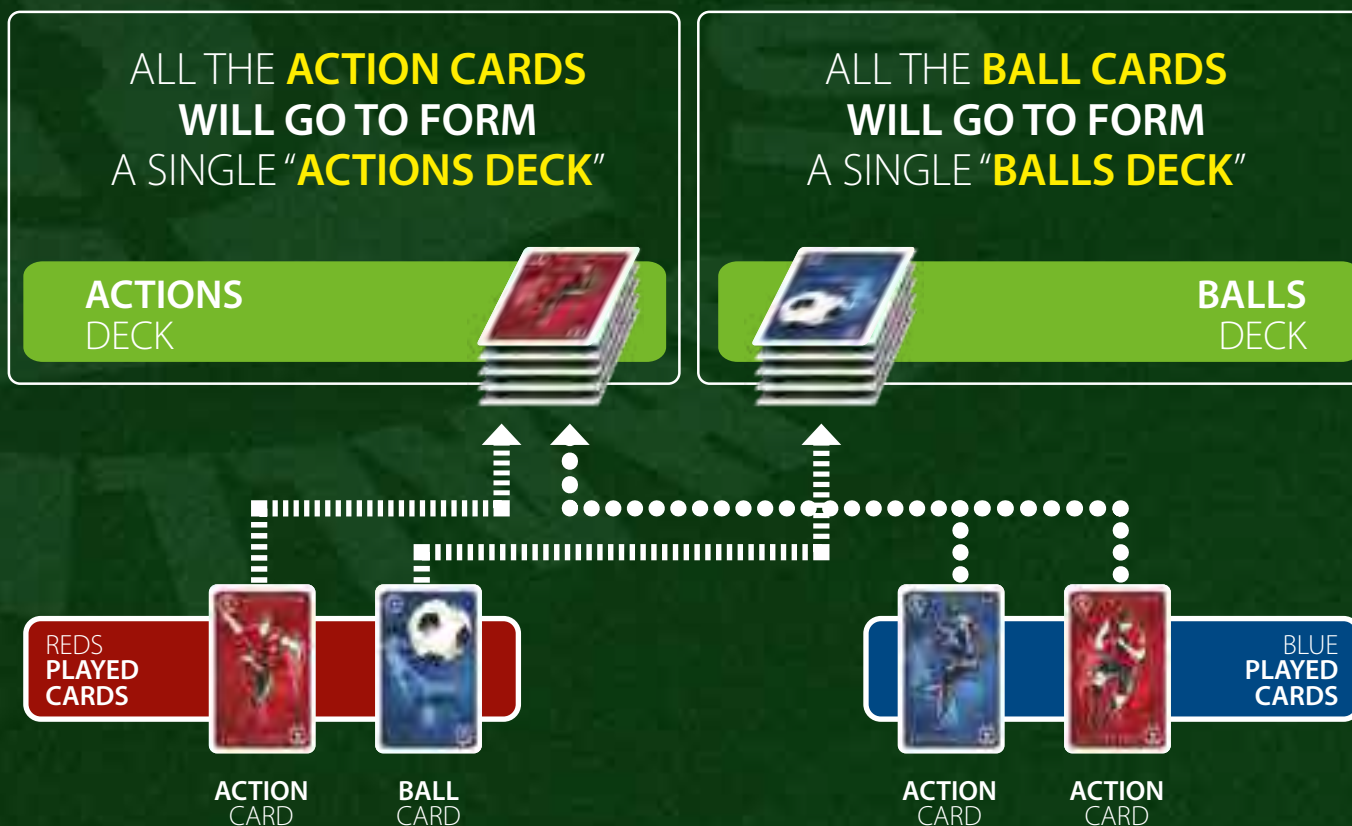 ALL THE ACTION CARDS
WILL GO TO FORM
A SINGLE “ACTIONS DECK”
ACTIONS
DECK
ALL THE BALL CARDS
WILL GO TO FORM
A SINGLE “BALLS DECK”
BALLS
DECK
REDS
PLAYED
CARDS
ACTION
CARD
BALL
CARD
BLUE
PLAYED
CARDS
ACTION
CARD
ACTION
CARD